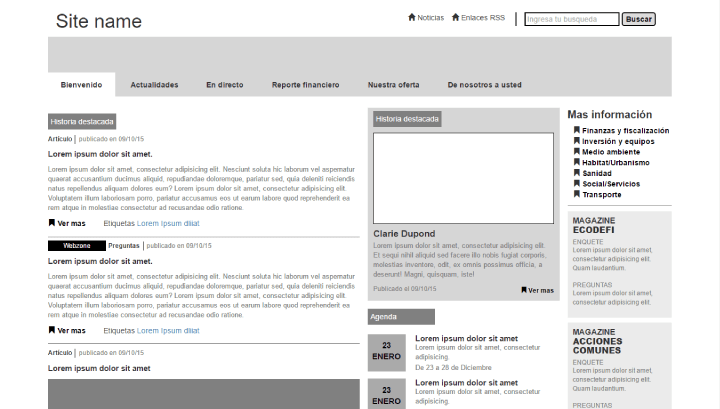 Site name
Noticias
Enlaces RSS
Ingresa tu busqueda
Buscar
Bienvenido
Actualidades
En directo
Reporte financiero
Nuestra oferta
De nosotros a usted
Historia destacada
Artículo | publicado en 09/10/15
Lorem ipsum dolor sit amet.
Lorem ipsum dolor sit amet, consectetur adipisicing elit. Nesciunt soluta hic laborum vel aspernatur
quaerat accusantium ducimus aliquid, repudiandae doloremque, pariatur sed, quia deleniti reiciendis
natus repellendus aliquam dolores eum? Lorem ipsum dolor sit amet, consectetur adipisicing elit.
Voluptatem illum laboriosam porro, pariatur accusamus eos ut earum labore quod reprehenderit ea
rem atque in molestiae consectetur ad repudiandae odio ratione.
Ver mas
Etiquetas Lorem Ipsum dlliat
Webzone
Preguntas | publicado en 09/10/15
Lorem ipsum dolor sit amet.
Lorem ipsum dolor sit amet, consectetur adipisicing elit. Nesciunt soluta hic laborum vel aspernatur
quaerat accusantium ducimus aliquid, repudiandae doloremque, pariatur sed, quia deleniti reiciendis
natus repellendus aliquam dolores eum? Lorem ipsum dolor sit amet, consectetur adipisicing elit.
Voluptatem illum laboriosam porro, pariatur accusamus eos ut earum labore quod reprehenderit ea
rem atque in molestiae consectetur ad repudiandae odio ratione.
Ver mas
Etiquetas Lorem Ipsum dlliat
Artículo | publicado en 09/10/15
Lorem ipsum dolor sit amet
Historia destacada
Clarie Dupond
Lorem ipsum dolor sit amet, consectetur adipisicing elit.
Et sequi nihil aliquid sed facere illo nobis fugiat corporis,
molestias inventore, odit, ex omnis possimus officia, a
deserunt! Magni, quisquam. iste!
Publicado el 09/10/15
Ver mas
Agenda
23
ENERO
Lorem ipsum dolor sit amet
Lorem ipsum dolor sit amet, consectetur
adipisicing.
De 23 a 28 de Diciembre
23
ENERO
Lorem ipsum dolor sit amet
Lorem ipsum dolor sit amet, consectetur
adipisicing.
Mas información
Finanzas y fiscalización
Inversión y equipos
Medio ambiente
Habitat/Urbanismo
Sanidad
Social/Servicios
Transporte
MAGAZINE
ECODEFI
ENQUETE
Lorem ipsum dolor sit amet,
consectetur adipisicing elit.
Quam laudantium.
PREGUNTAS
Lorem ipsum dolor sit amet,
consectetur adipisicing elit.
MAGAZINE
ACCIONES
COMUNES
ENQUETE
Lorem ipsum dolor sit amet,
consectetur adipisicing elit.
Quam laudantium.
PREGUNTAS